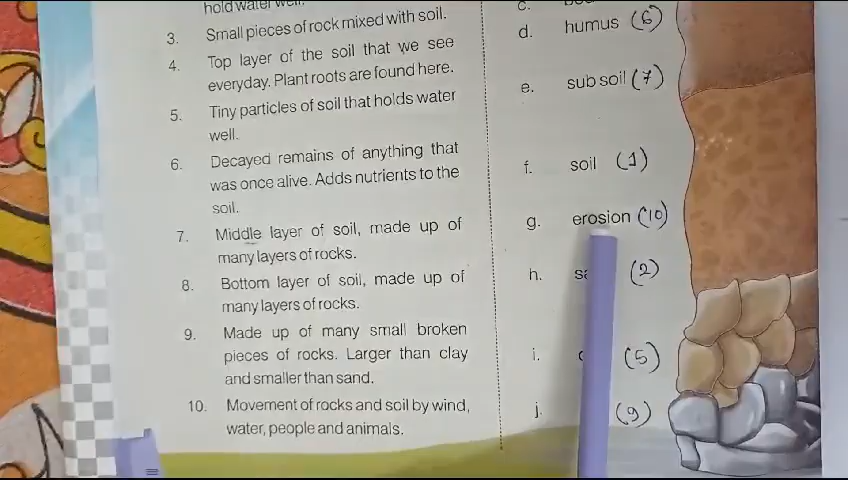 hold water well.
3. Small pieces of rock mixed with soil.
4. Top layer of the soil that we see
everyday. Plant roots are found here.
5. Tiny particles of soil that holds water
well.
6. Decayed remains of anything that
was once alive. Adds nutrients to the
soil.
7. Middle layer of soil, made up of
many layers of rocks.
8. Bottom layer of soil, made up of
many layers of rocks.
9. Made up of many small broken
pieces of rocks. Larger than clay
and smaller than sand.
10. Movement of rocks and soil by wind,
water, people and animals.
c.
d. humus (6)
e. sub soil (7)
f. soil (1)
g. erosion (10)
h. (2)
i. (5)
j. (9)